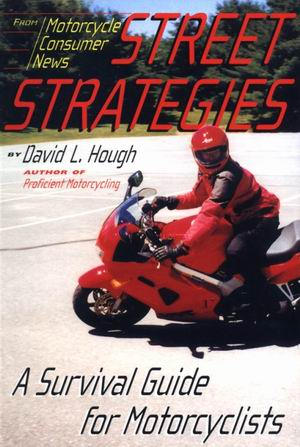 FROM
Motorcycle
Consumer
News
STREET
STRATEGIES
BY David L. Hough
AUTHOR OF
Proficient Motorcycling
A Survival Guide
for Motorcyclists